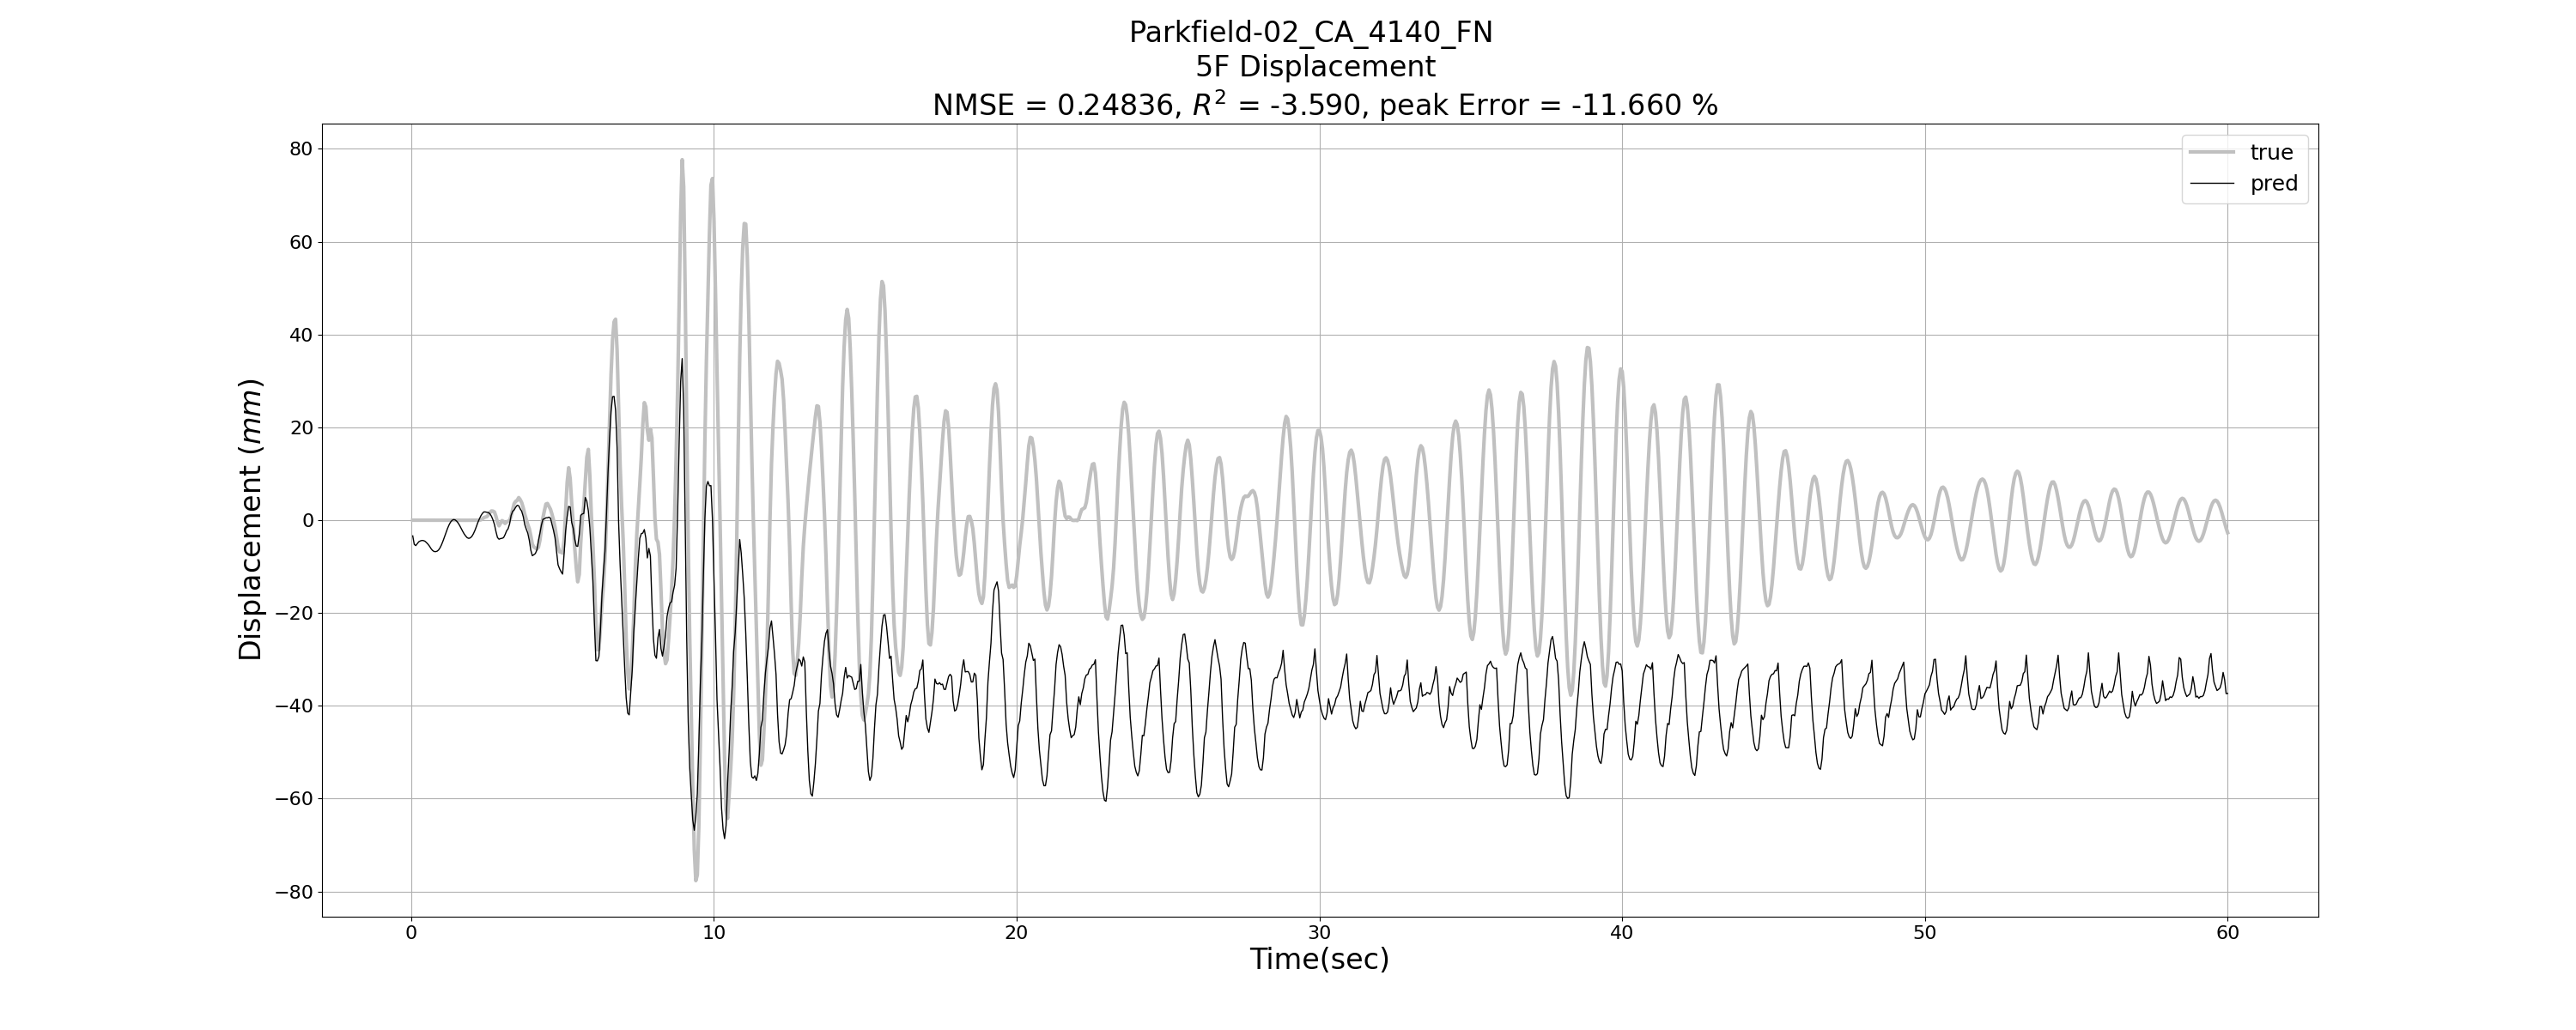 Parkfield-02_CA_4140_FN
5F Displacement
NMSE = 0.24836, R² = -3.590, peak Error = -11.660 %
true
pred
Displacement (mm)
80
60
40
20
0
−20
−40
−60
−80
0 10 20 30 40 50 60
Time(sec)